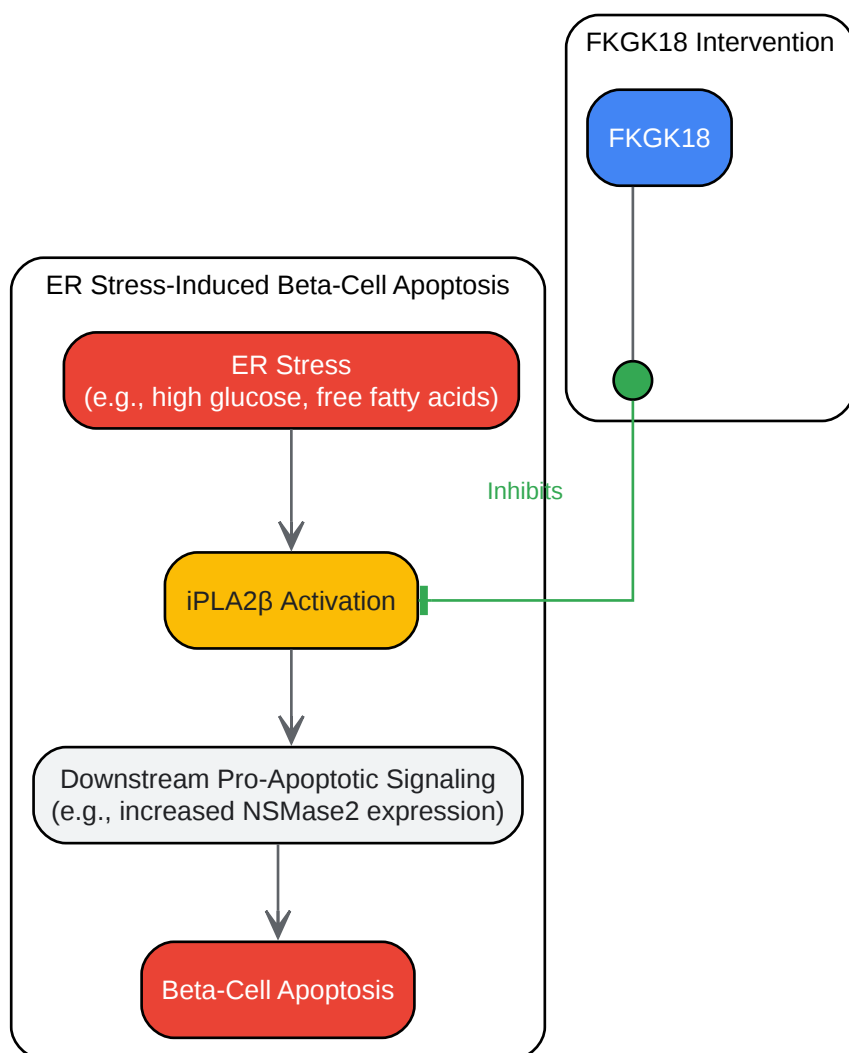 FKGK18 Intervention
FKGK18
ER Stress-Induced Beta-Cell Apoptosis
ER Stress
(e.g., high glucose, free fatty acids)
Inhibits
iPLA2β Activation
Downstream Pro-Apoptotic Signaling
(e.g., increased NSMase2 expression)
Beta-Cell Apoptosis